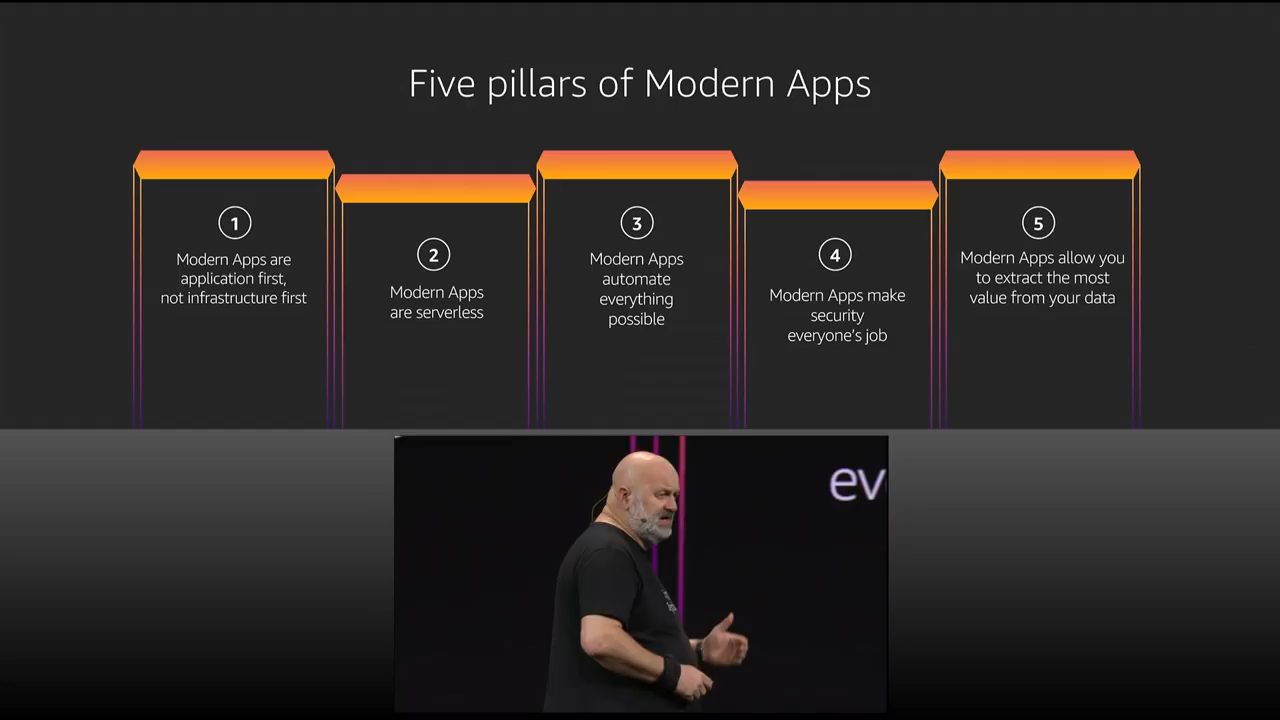 Five pillars of Modern Apps
1
Modern Apps are
application first,
not infrastructure first
2
Modern Apps
are serverless
3
Modern Apps
automate
everything
possible
4
Modern Apps make
security
everyone's job
5
Modern Apps allow you
to extract the most
value from your data
ev